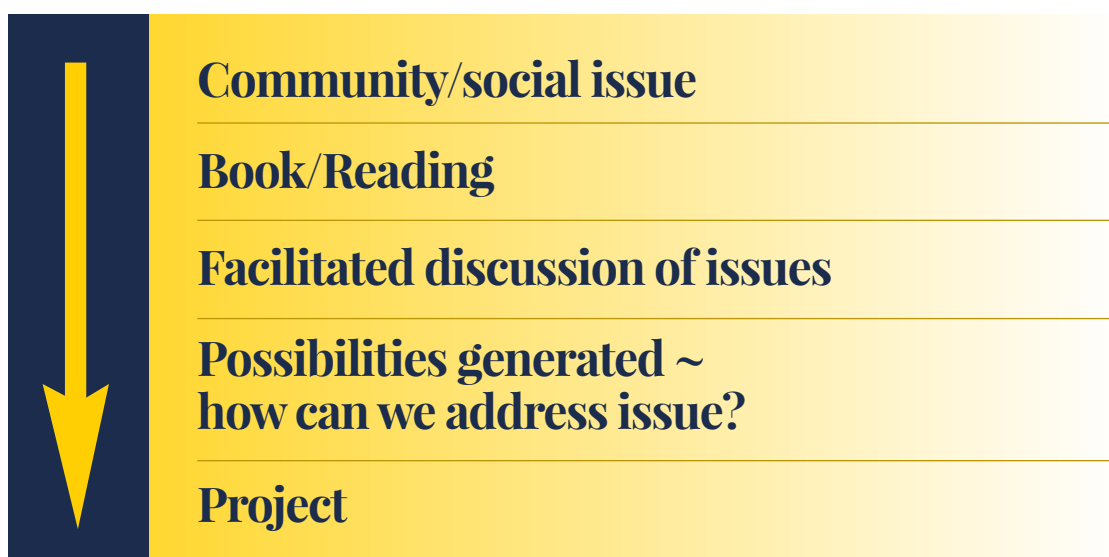 Community/social issue
Book/Reading
Facilitated discussion of issues
Possibilities generated ~
how can we address issue?
Project